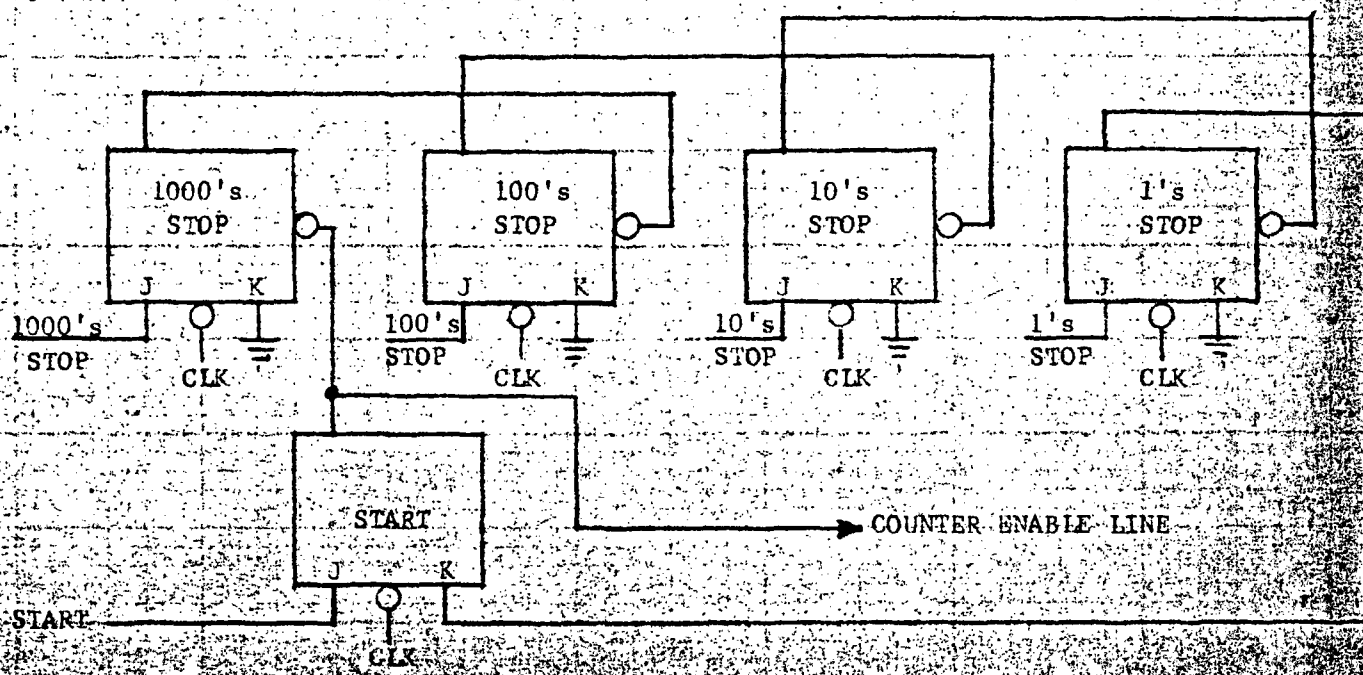 1000's
STOP
100's
STOP
10's
STOP
1's
STOP
J K
J K
J K
J K
1000's
STOP
CLK
100's
STOP
CLK
10's
STOP
CLK
1's
STOP
CLK
START
J K
COUNTER ENABLE LINE
START
CLK